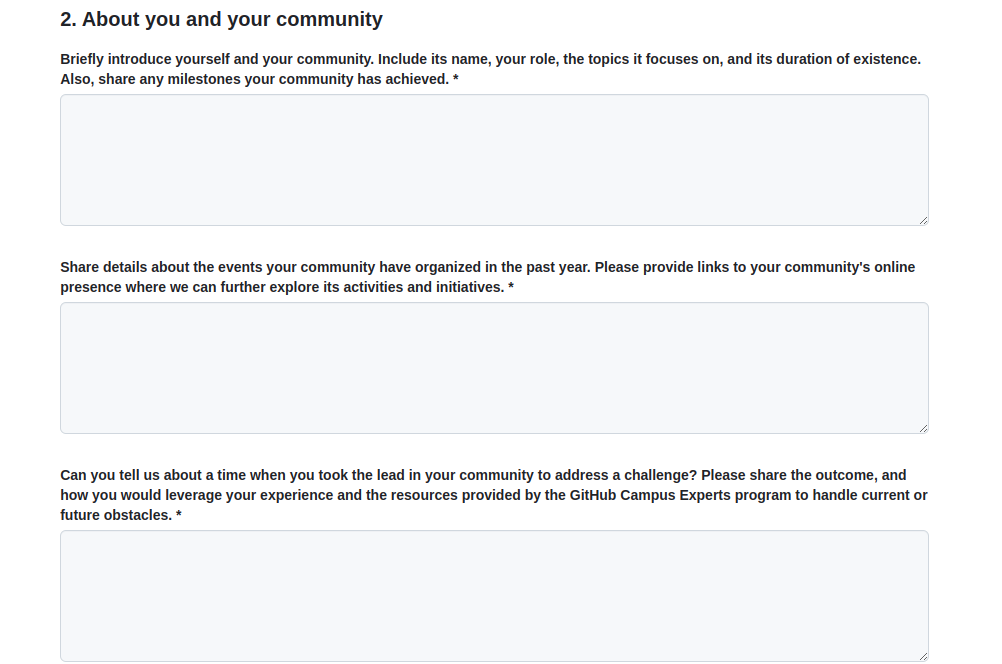 2. About you and your community
Briefly introduce yourself and your community. Include its name, your role, the topics it focuses on, and its duration of existence.
Also, share any milestones your community has achieved. *
Share details about the events your community have organized in the past year. Please provide links to your community's online
presence where we can further explore its activities and initiatives. *
Can you tell us about a time when you took the lead in your community to address a challenge? Please share the outcome, and
how you would leverage your experience and the resources provided by the GitHub Campus Experts program to handle current or
future obstacles. *